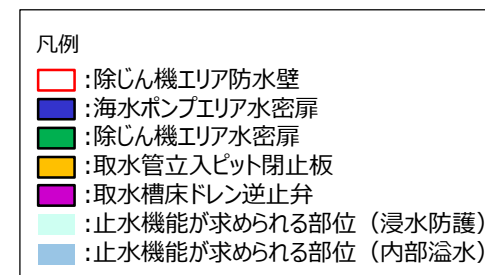 凡例
:除じん機エリア防水壁
:海水ポンプエリア水密扉
:除じん機エリア水密扉
:取水管立入ピット閉止板
:取水槽床ドレン逆止弁
:止水機能が求められる部位（浸水防護）
:止水機能が求められる部位（内部溢水）